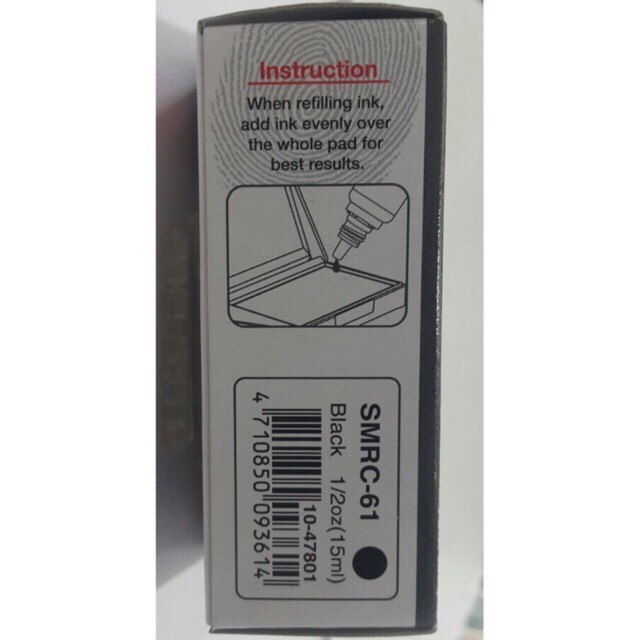 Instruction
When refilling ink,
add ink evenly over
the whole pad for
best results.
SMRC-61
Black 1/2oz(15ml)
10-47801
4 710850 093614